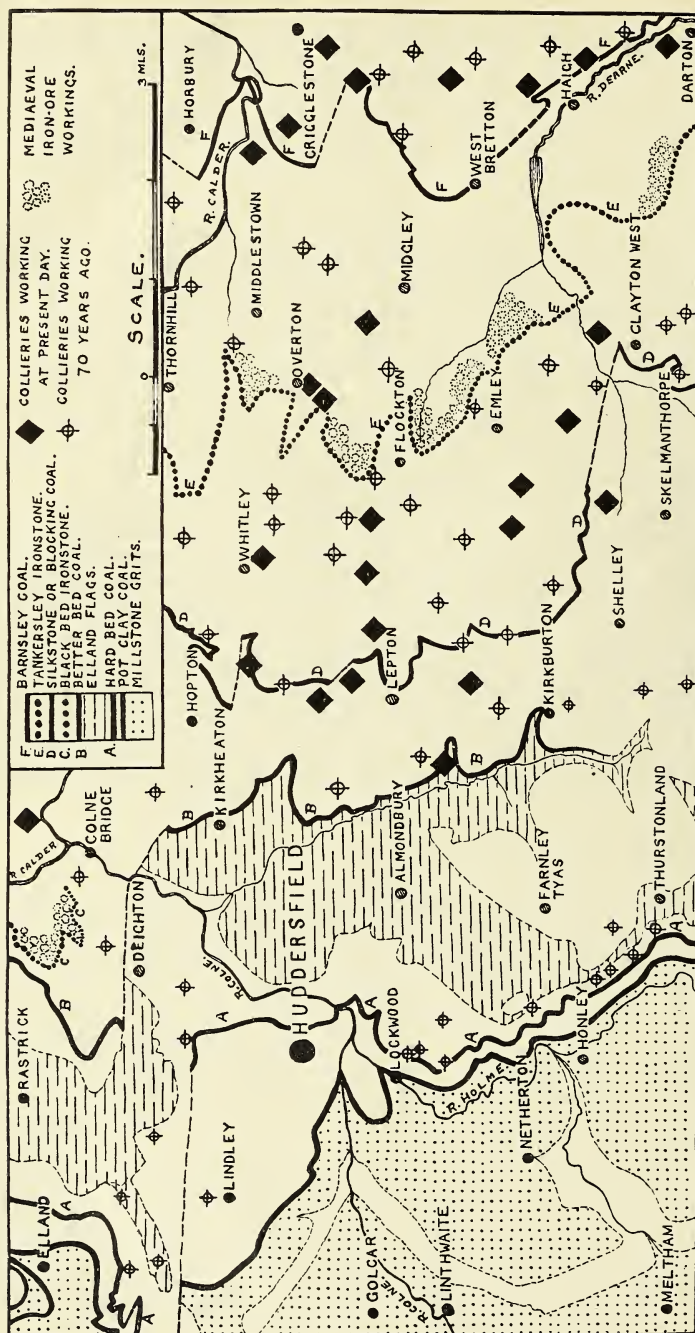 F. BARNSLEY COAL.
E. TANKERSLEY IRONSTONE.
D SILKSTONE OR BLOCKING COAL.
C. BLACK BED IRONSTONE.
B BETTER BED COAL.
ELLAND FLAGS.
A. HARD BED COAL.
POT CLAY COAL.
MILLSTONE GRITS.
COLLIERIES WORKING
AT PRESENT DAY.
COLLIERIES WORKING
70 YEARS AGO.
MEDIAEVAL
IRON-ORE
WORKINGS.
SCALE.
0
3 MLS.
ELLAND
A
A
RASTRICK
B
C
C
R CALDER
COLNE
BRIDGE
DEIGHTON
LINDLEY
A
R COLNE.
HUDDERSFIELD
B
KIRKHEATON
B
HOPTON
D
D
WHITLEY
E
THORNHILL
OVERTON
MIDDLESTOWN
R. CALDER.
HORBURY
F
F
CRIGGLESTONE
GOLCAR
R COLNE
LINTHWAITE
LOCKWOOD
A
A
R HOLME.
ALMONDBURY
LEPTON
D
FLOCKTON
E
MIDGLEY
F
WEST
BRETTON
NETHERTON
HONLEY
FARNLEY
TYAS
B
KIRKBURTON
D
EMLEY
E
E
F
HAIGH
R. DEARNE.
MELTHAM
A
THURSTONLAND
SHELLEY
SKELMANTHORPE
D
CLAYTON WEST
DARTON